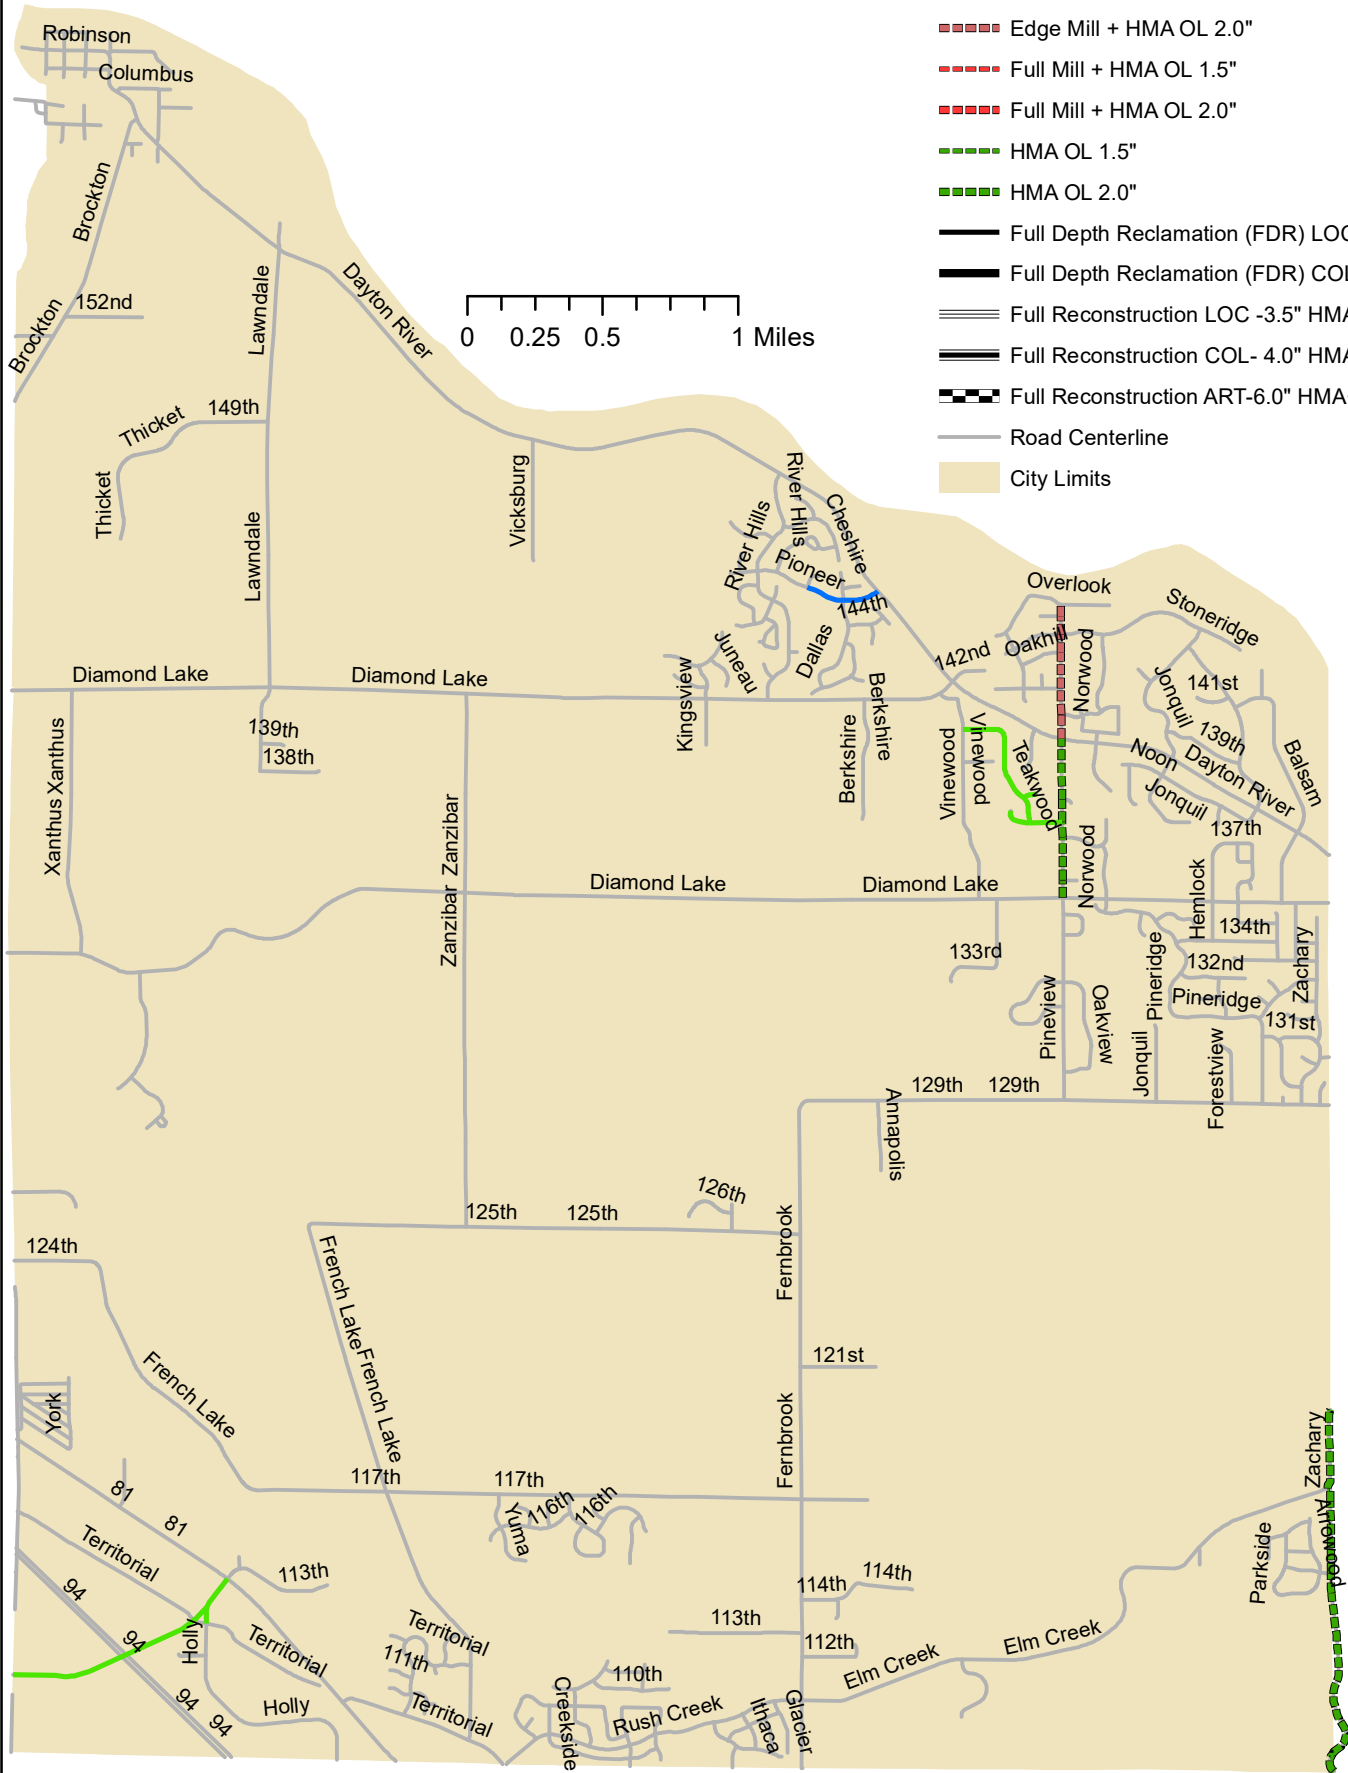 Edge Mill + HMA OL 2.0"
Full Mill + HMA OL 1.5"
Full Mill + HMA OL 2.0"
HMA OL 1.5"
HMA OL 2.0"
Full Depth Reclamation (FDR) LOC
Full Depth Reclamation (FDR) COL
Full Reconstruction LOC -3.5" HMA
Full Reconstruction COL- 4.0" HMA
Full Reconstruction ART-6.0" HMA
Road Centerline
City Limits
Robinson
Columbus
Brockton
Brockton
152nd
Lawndale
Dayton River
0 0.25 0.5 1 Miles
Thicket
149th
Thicket
Lawndale
Vicksburg
River Hills
River Hills
Cheshire
Pioneer
144th
Juneau
Dallas
Kingsview
Berkshire
Berkshire
142nd
Oakhill
Overlook
Norwood
Stoneridge
Jonquil
141st
139th
Noon
Dayton River
Balsam
Jonquil
137th
Diamond Lake
Diamond Lake
Xanthus
Xanthus
139th
138th
Vinewood
Vinewood
Teakwood
Norwood
Zanzibar
Zanzibar
Diamond Lake
Diamond Lake
Hemlock
134th
132nd
Zachary
133rd
Pineview
Oakview
Pineridge
Pineridge
131st
Jonquil
Forestview
129th
129th
Annapolis
126th
125th
125th
Fernbrook
124th
French Lake
French Lake
French Lake
121st
York
Fernbrook
117th
117th
Zachary
81
81
Yuma
116th
116th
Arrowood
Parkside
Territorial
94
94
94
94
113th
Holly
Territorial
Holly
Territorial
111th
Territorial
114th
114th
113th
112th
Elm Creek
Elm Creek
110th
Creekside
Rush Creek
Ithaca
Glacier